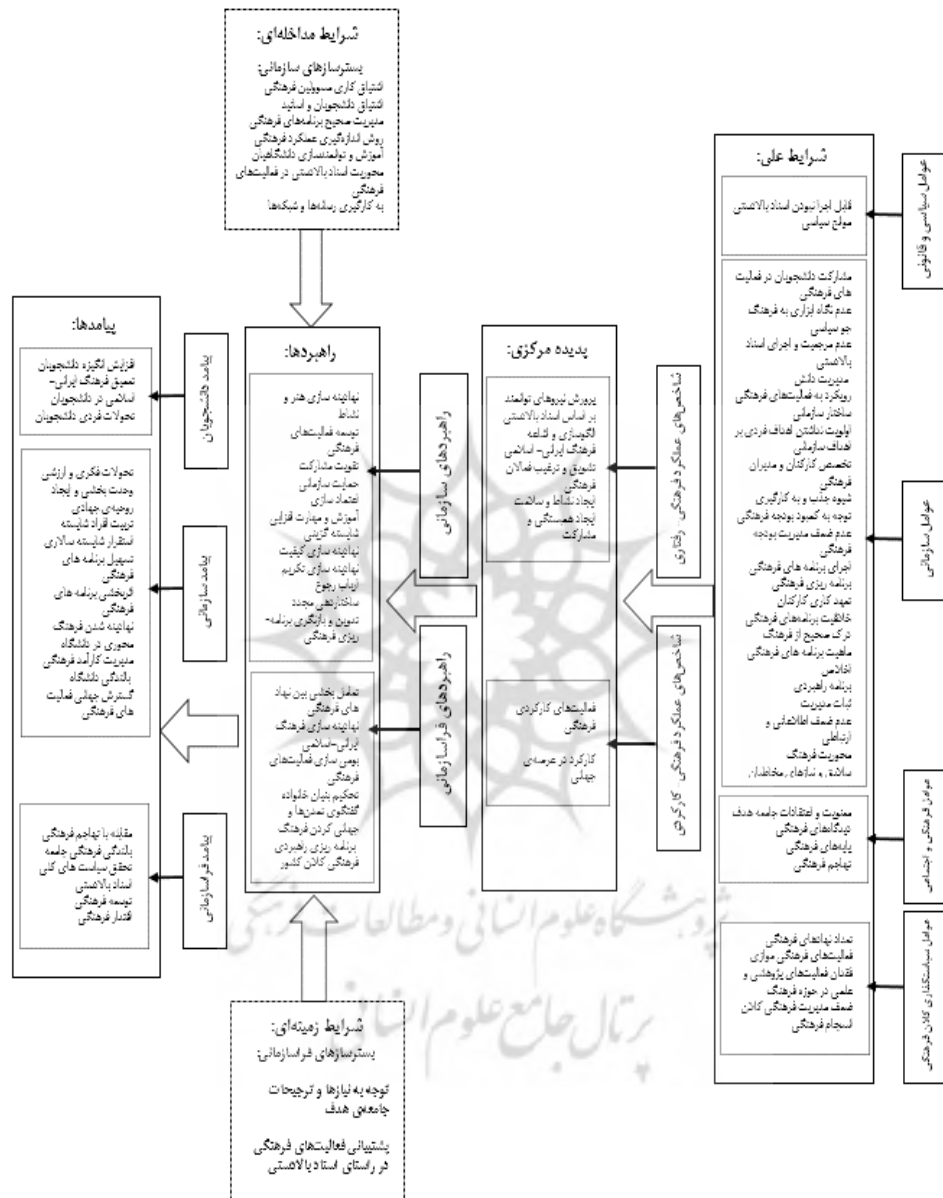 شرایط مداخله‌ای:
بسترسازهای سازمانی:
اشتیاق کاری مسوولین فرهنگی
اشتیاق دانشجویان و اساتید
مدیریت صحیح برنامه‌های فرهنگی
روش اندازه‌گیری عملکرد فرهنگی
آموزش و توانمندسازی دانشگاهیان
محوریت اسناد بالادستی در فعالیت‌های
فرهنگی
به کارگیری رسانه‌ها و شبکه‌ها
عوامل سیاسی و قانونی
عوامل سازمانی
عوامل فرهنگی و اجتماعی
عوامل سیاستگذاری کلان فرهنگی
شرایط علی:
قابل اجرا نبودن اسناد بالادستی
موانع سیاسی
مشارکت دانشجویان در فعالیت
های فرهنگی
عدم نگاه ابزاری به فرهنگ
جو سیاسی
عدم مرجعیت و اجرای اسناد
بالادستی
مدیریت دانش
رویکرد به فعالیت‌های فرهنگی
ساختار سازمانی
اولویت نداشتن اهداف فردی بر
اهداف سازمانی
تخصص کارکنان و مدیران
فرهنگی
شیوه جذب و به کارگیری
توجه به کمبود بودجه فرهنگی
عدم ضعف مدیریت بودجه
فرهنگی
اجرای برنامه های فرهنگی
برنامه ریزی فرهنگی
تعهد کاری کارکنان
خلاقیت برنامه‌های فرهنگی
درک صحیح از فرهنگ
ماهیت برنامه های فرهنگی
اخلاص
برنامه راهبردی
ثبات مدیریت
عدم ضعف اطلاعاتی و
ارتباطی
محوریت فرهنگ
سلایق و نیازهای مخاطبان
معنویت و اعتقادات جامعه هدف
دیدگاه‌های فرهنگی
پایه‌های فرهنگی
تهاجم فرهنگی
تعداد نهادهای فرهنگی
فعالیت‌های فرهنگی موازی
فقدان فعالیت‌های پژوهشی و
علمی در حوزه فرهنگ
ضعف مدیریت فرهنگی کلان
انسجام فرهنگی
شاخص‌های عملکرد فرهنگی- رفتاری
شاخص‌های عملکرد فرهنگی- کارکردی
پدیده مرکزی:
پرورش نیروهای توانمند
بر اساس اسناد بالادستی
الگوسازی و اشاعه
فرهنگ ایرانی- اسلامی
تشویق و ترغیب فعالان
فرهنگی
ایجاد نشاط و سلامت
ایجاد همبستگی و
مشارکت
فعالیت‌های کارکردی
فرهنگی
کارکرد در عرصه‌ی
جهانی
راهبردهای سازمانی
راهبردهای فراسازمانی
راهبردها:
نهادینه سازی هنر و
نشاط
توسعه فعالیت‌های
فرهنگی
تقویت مشارکت
حمایت سازمانی
اعتماد سازی
آموزش و مهارت افزایی
شایسته گزینی
نهادینه سازی کیفیت
نهادینه سازی تکریم
ارباب رجوع
ساختاردهی مجدد
تدوین و بازنگری برنامه-
ریزی فرهنگی
تعامل بخشی بین نهاد
های فرهنگی
نهادینه سازی فرهنگ
ایرانی-اسلامی
بومی سازی فعالیت‌های
فرهنگی
تحکیم بنیان خانواده
گفتگوی تمدن‌ها و
جهانی کردن فرهنگ
برنامه ریزی راهبردی
فرهنگی کلان کشور
پیامد دانشجویان
پیامد سازمانی
پیامد فراسازمانی
پیامدها:
افزایش انگیزه دانشجویان
تعمیق فرهنگ ایرانی-
اسلامی در دانشجویان
تحولات فردی دانشجویان
تحولات فکری و ارزشی
وحدت بخشی و ایجاد
روحیه‌ی جهادی
تربیت افراد شایسته
استقرار شایسته سالاری
تسهیل برنامه های
فرهنگی
اثربخشی برنامه های
فرهنگی
نهادینه شدن فرهنگ
محوری در دانشگاه
مدیریت کارآمد فرهنگی
بالندگی دانشگاه
گسترش جهانی فعالیت
های فرهنگی
مقابله با تهاجم فرهنگی
بالندگی فرهنگی جامعه
تحقق سیاست های کلی
اسناد بالادستی
توسعه فرهنگی
اقتدار فرهنگی
شرایط زمینه‌ای:
بسترسازهای فراسازمانی:
توجه به نیازها و ترجیحات
جامعه‌ی هدف
پشتیبانی فعالیت‌های فرهنگی
در راستای اسناد بالادستی
پژوهشگاه علوم انسانی و مطالعات فرهنگی
پرتال جامع علوم انسانی